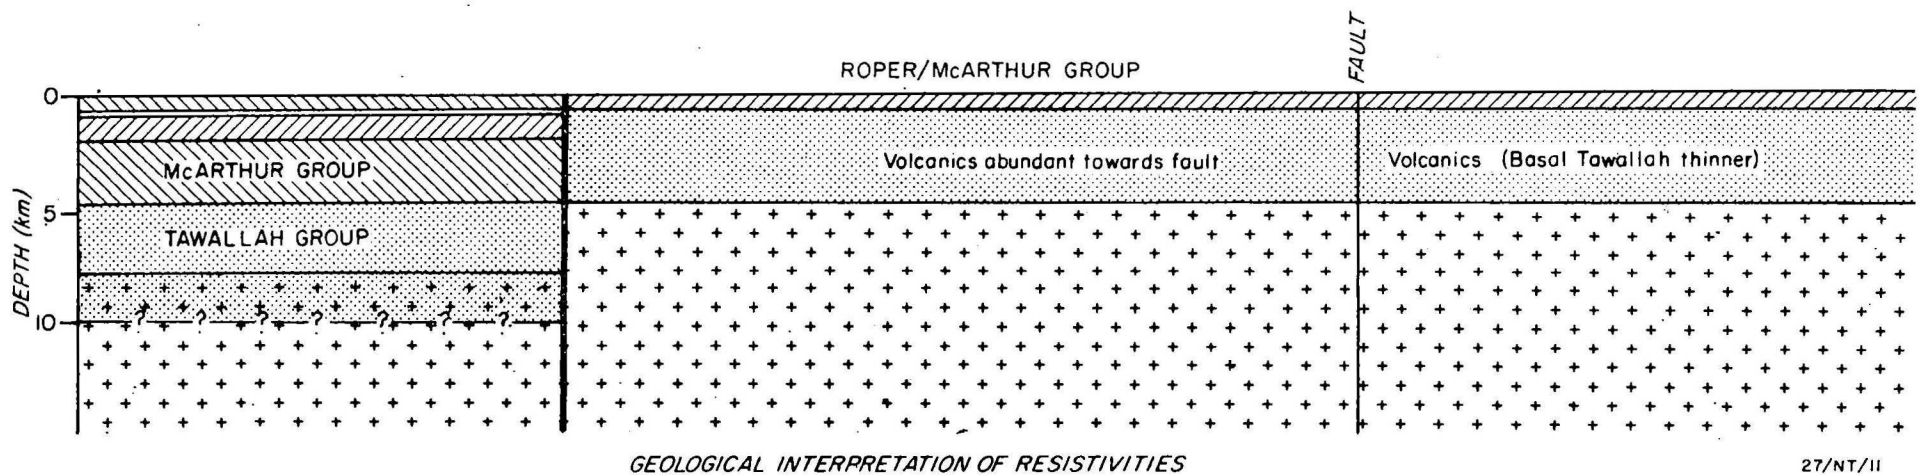 FAULT
ROPER/McARTHUR GROUP
0
McARTHUR GROUP
Volcanics abundant towards fault
Volcanics (Basal Tawallah thinner)
DEPTH (km)
5
TAWALLAH GROUP
? ? ? ? ? ? ?
10
GEOLOGICAL INTERPRETATION OF RESISTIVITIES
27/NT/11